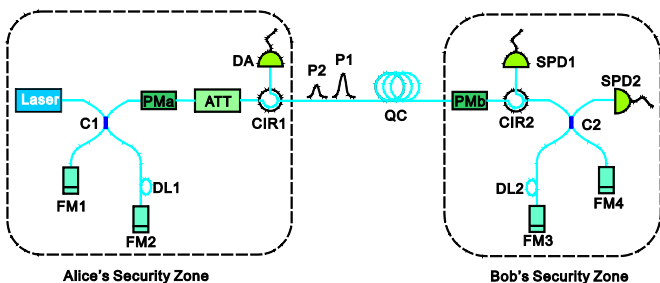 DA
P2
P1
SPD1
SPD2
Laser
PMa
ATT
PMb
C1
CIR1
QC
CIR2
C2
DL1
DL2
FM1
FM2
FM3
FM4
Alice's Security Zone
Bob's Security Zone